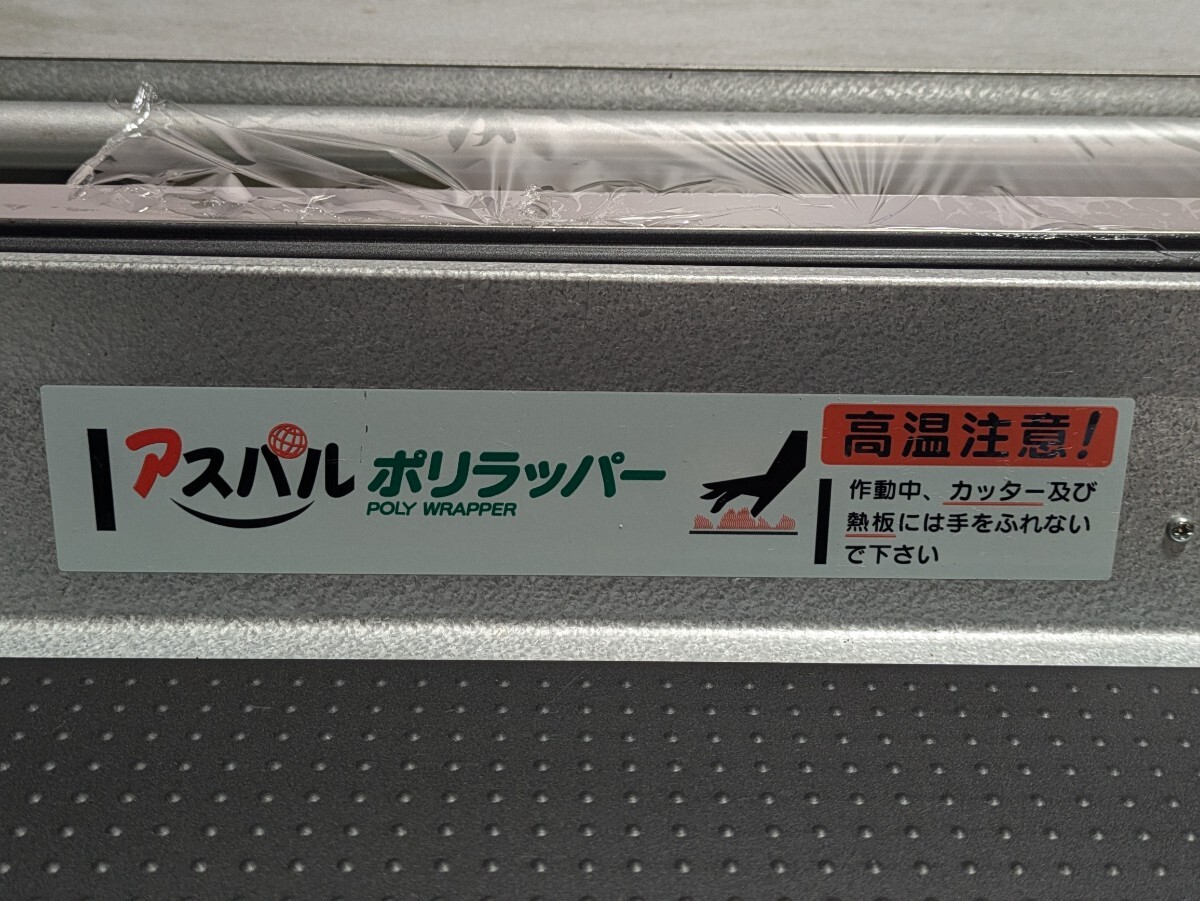 アスパル ポリラッパー
POLY WRAPPER
高温注意!
作動中、カッター及び
熱板には手をふれない
で下さい